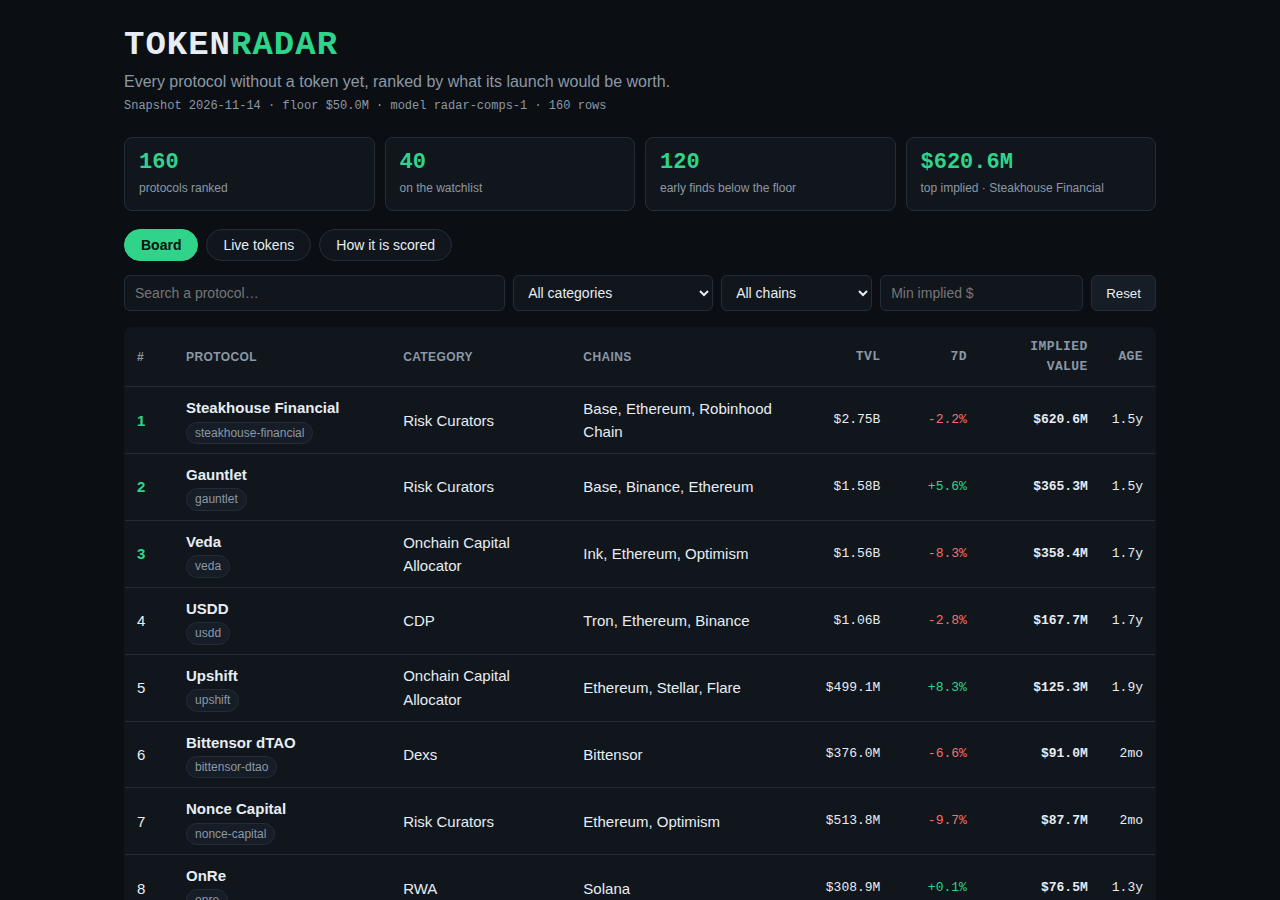 TOKENRADAR
Every protocol without a token yet, ranked by what its launch would be worth.
Snapshot 2026-11-14 · floor $50.0M · model radar-comps-1 · 160 rows
160
protocols ranked
40
on the watchlist
120
early finds below the floor
$620.6M
top implied · Steakhouse Financial
Board
Live tokens
How it is scored
Search a protocol…
All categories
All chains
Min implied $
Reset
# PROTOCOL CATEGORY CHAINS TVL 7D IMPLIED VALUE AGE
1 Steakhouse Financial Risk Curators Base, Ethereum, Robinhood Chain $2.75B -2.2% $620.6M 1.5y
steakhouse-financial
2 Gauntlet Risk Curators Base, Binance, Ethereum $1.58B +5.6% $365.3M 1.5y
gauntlet
3 Veda Onchain Capital Allocator Ink, Ethereum, Optimism $1.56B -8.3% $358.4M 1.7y
veda
4 USDD CDP Tron, Ethereum, Binance $1.06B -2.8% $167.7M 1.7y
usdd
5 Upshift Onchain Capital Allocator Ethereum, Stellar, Flare $499.1M +8.3% $125.3M 1.9y
upshift
6 Bittensor dTAO Dexs Bittensor $376.0M -6.6% $91.0M 2mo
bittensor-dtao
7 Nonce Capital Risk Curators Ethereum, Optimism $513.8M -9.7% $87.7M 2mo
nonce-capital
8 OnRe RWA Solana $308.9M +0.1% $76.5M 1.3y
onre